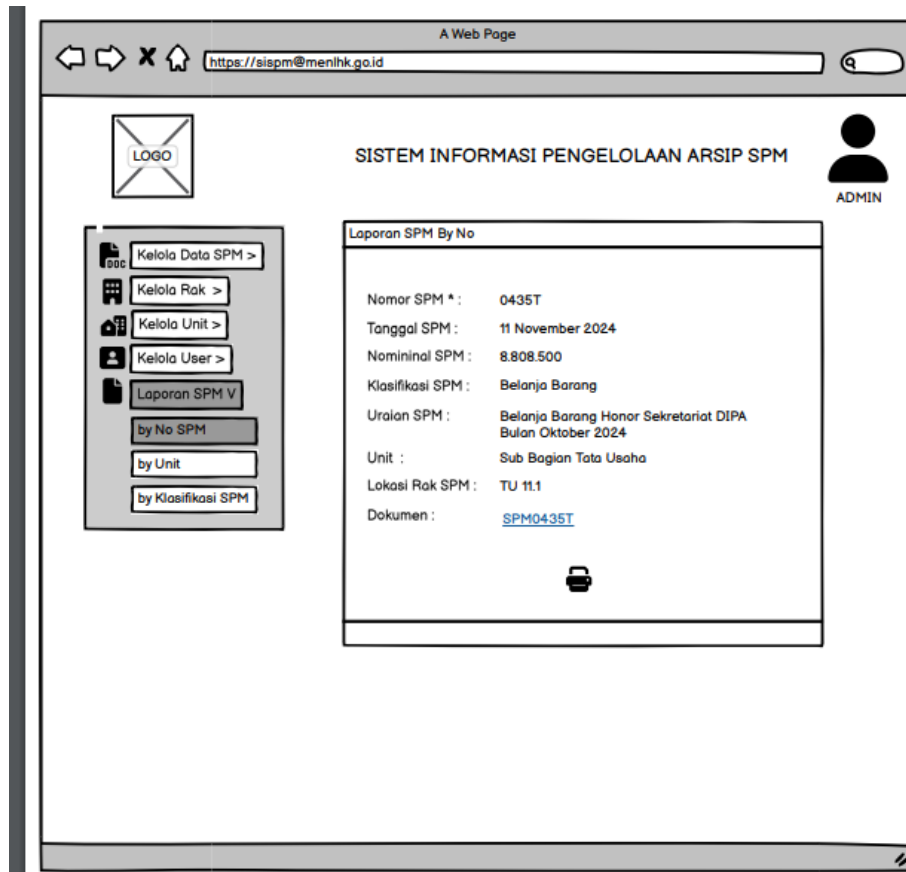 A Web Page
https://sispm@menlhk.go.id
LOGO
SISTEM INFORMASI PENGELOLAAN ARSIP SPM
ADMIN
DOC
Kelola Data SPM >
Kelola Rak >
Kelola Unit >
Kelola User >
Laporan SPM V
by No SPM
by Unit
by Klasifikasi SPM
Laporan SPM By No
Nomor SPM * : 0435T
Tanggal SPM : 11 November 2024
Nomininal SPM : 8.808.500
Klasifikasi SPM : Belanja Barang
Uraian SPM : Belanja Barang Honor Sekretariat DIPA
Bulan Oktober 2024
Unit : Sub Bagian Tata Usaha
Lokasi Rak SPM : TU 11.1
Dokumen : SPM0435T